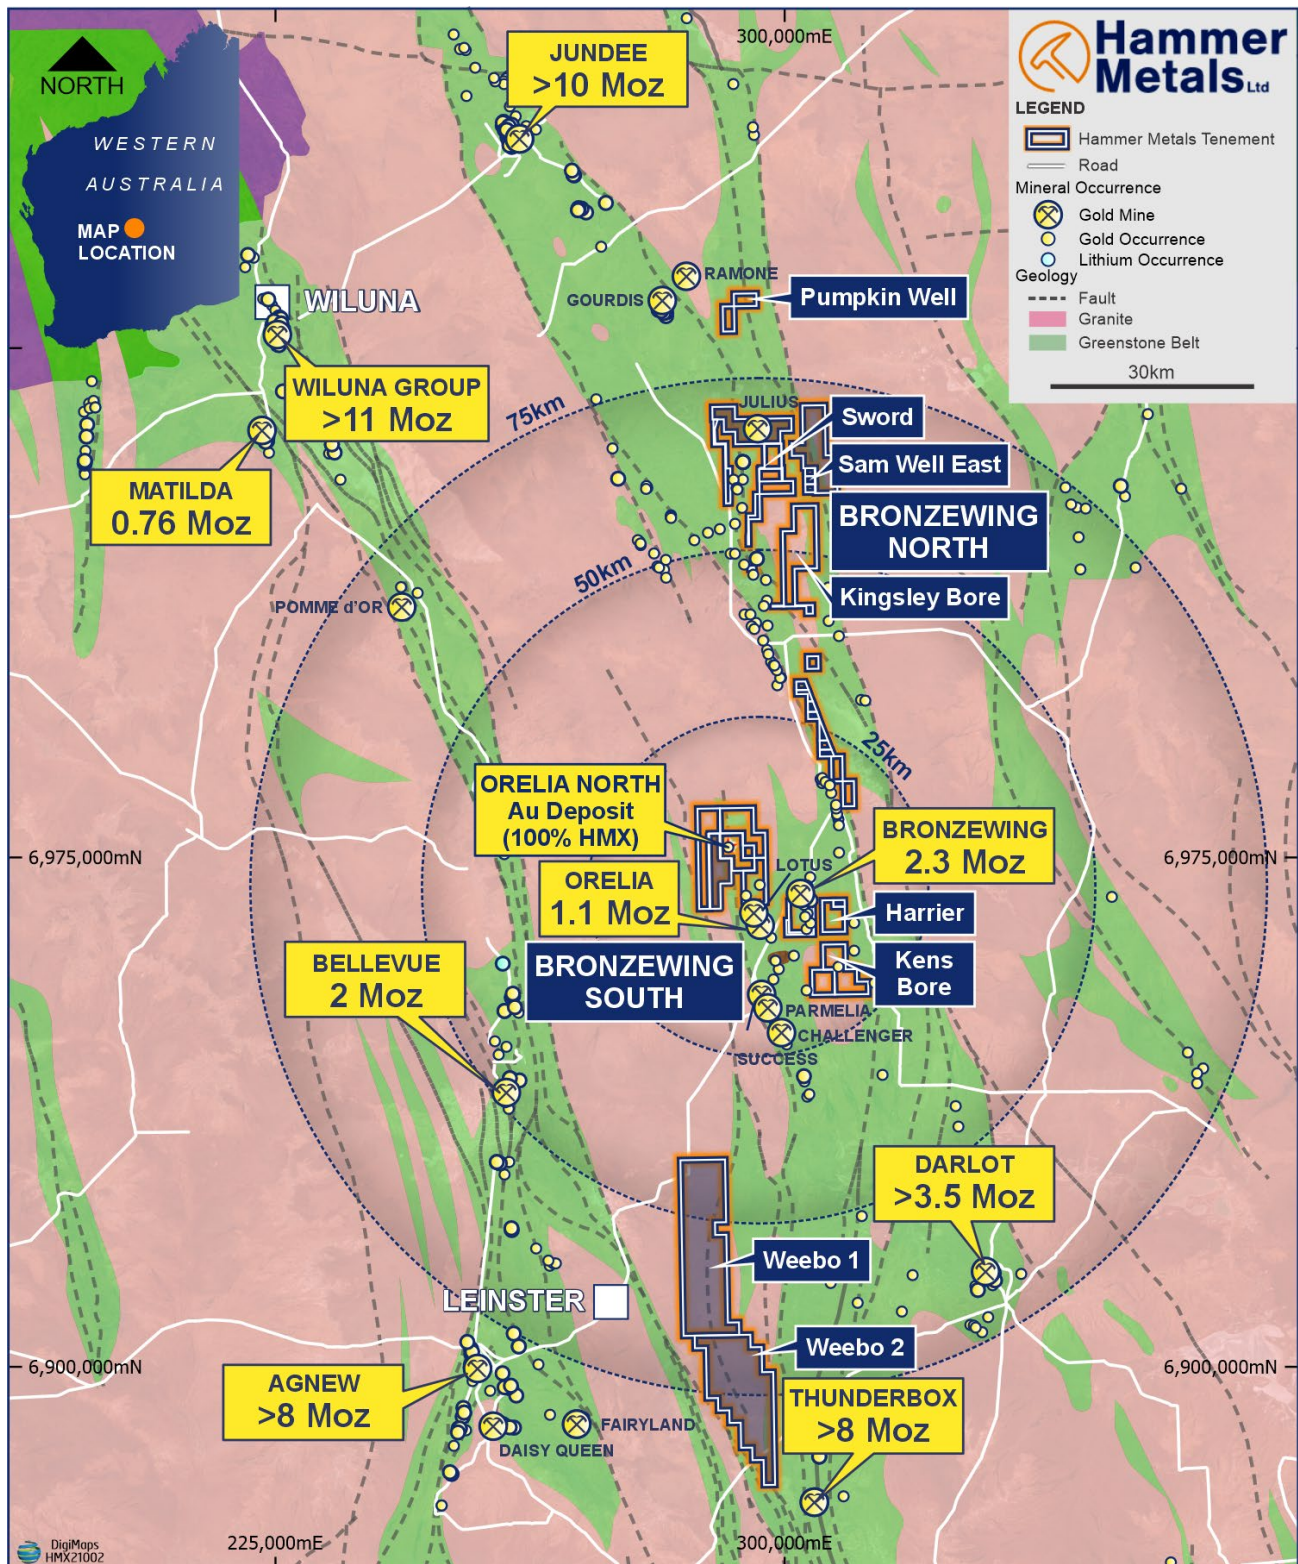 300,000mE
Hammer
Metals Ltd
LEGEND
Hammer Metals Tenement
Road
Mineral Occurrence
Gold Mine
Gold Occurrence
Lithium Occurrence
Geology
Fault
Granite
Greenstone Belt
30km
NORTH
WESTERN
AUSTRALIA
MAP
LOCATION
JUNDEE
>10 Moz
RAMONE
GOURDIS
Pumpkin Well
WILUNA
WILUNA GROUP
>11 Moz
75km
JULIUS
Sword
Sam Well East
MATILDA
0.76 Moz
BRONZEWING
NORTH
50km
Kingsley Bore
POMME d'OR
25km
ORELIA NORTH
Au Deposit
(100% HMX)
BRONZEWING
2.3 Moz
6,975,000mN
6,975,000mN
LOTUS
ORELIA
1.1 Moz
Harrier
BELLEVUE
2 Moz
BRONZEWING
SOUTH
Kens
Bore
PARMELIA
CHALLENGER
SUCCESS
DARLOT
>3.5 Moz
Weebo 1
LEINSTER
Weebo 2
6,900,000mN
6,900,000mN
AGNEW
>8 Moz
THUNDERBOX
>8 Moz
FAIRYLAND
DAISY QUEEN
225,000mE
300,000mE
DigiMaps
HMX21002